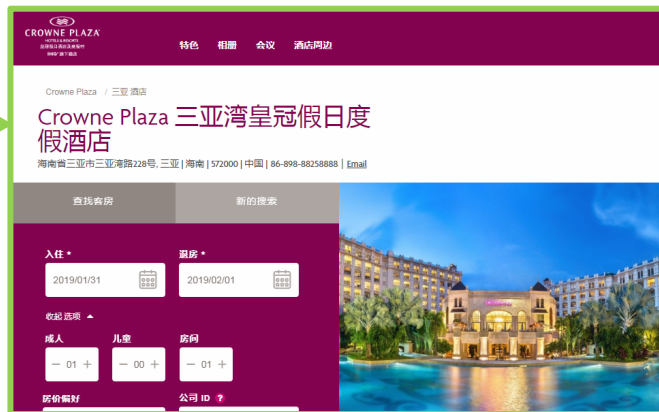 CROWNE PLAZA
HOTELS & RESORTS
特色 相册 会议 酒店周边
Crowne Plaza / 三亚 酒店
Crowne Plaza 三亚湾皇冠假日度
假酒店
海南省三亚市三亚湾路228号, 三亚 | 海南 | 572000 | 中国 | 86-898-88258888 | Email
查找客房 新的搜索
入住 * 退房 *
2019/01/31 2019/02/01
收起选项
成人 儿童 房间
− 01 + − 00 + − 01 +
房价偏好 公司 ID ?